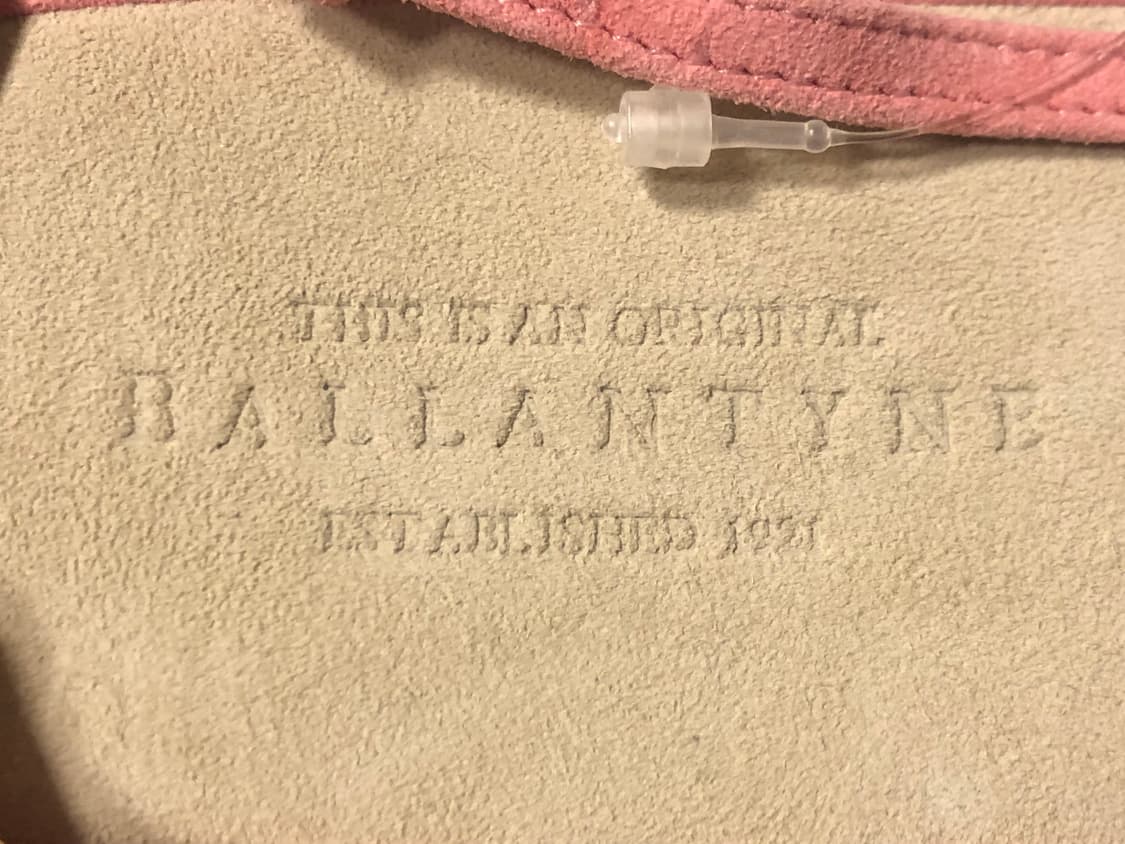 THIS IS AN ORIGINAL
BALLANTYNE
ESTABLISHED 1921